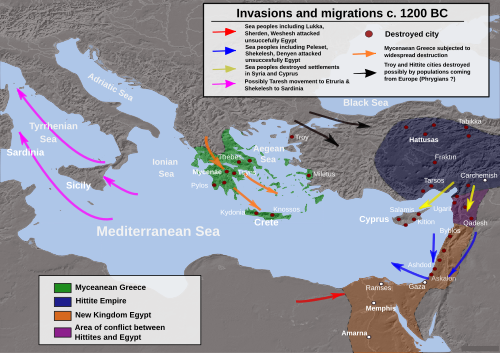 Invasions and migrations c. 1200 BC
Sea peoples including Lukka,
Sherden, Weshesh attacked
unsuccefully Egypt
Sea peoples including Peleset,
Shekelesh, Denyen attacked
unsuccefully Egypt
Sea peoples destroyed settlements
in Syria and Cyprus
Possibly Taresh movement to Etruria &
Shekelesh to Sardinia
Destroyed city
Mycenaean Greece subjected to
widespread destruction
Troy and Hittite cities destroyed
possibly by populations coming
from Europe (Phrygians ?)
Adriatic Sea
Black Sea
Tyrrhenian
Sea
Sardinia
Sicily
Ionian
Sea
Aegean
Sea
Troy
Thebes
Mycenae
Tiryns
Pylos
Miletus
Kydonia
Knossos
Crete
Mediterranean Sea
Hattusas
Tabikka
Fraktin
Tarsos
Carchemish
Cyprus
Salamis
Kition
Ugarit
Qadesh
Byblos
Ashdod
Askalon
Gaza
Ramses
Memphis
Amarna
Myceanean Greece
Hittite Empire
New Kingdom Egypt
Area of conflict between
Hittites and Egypt